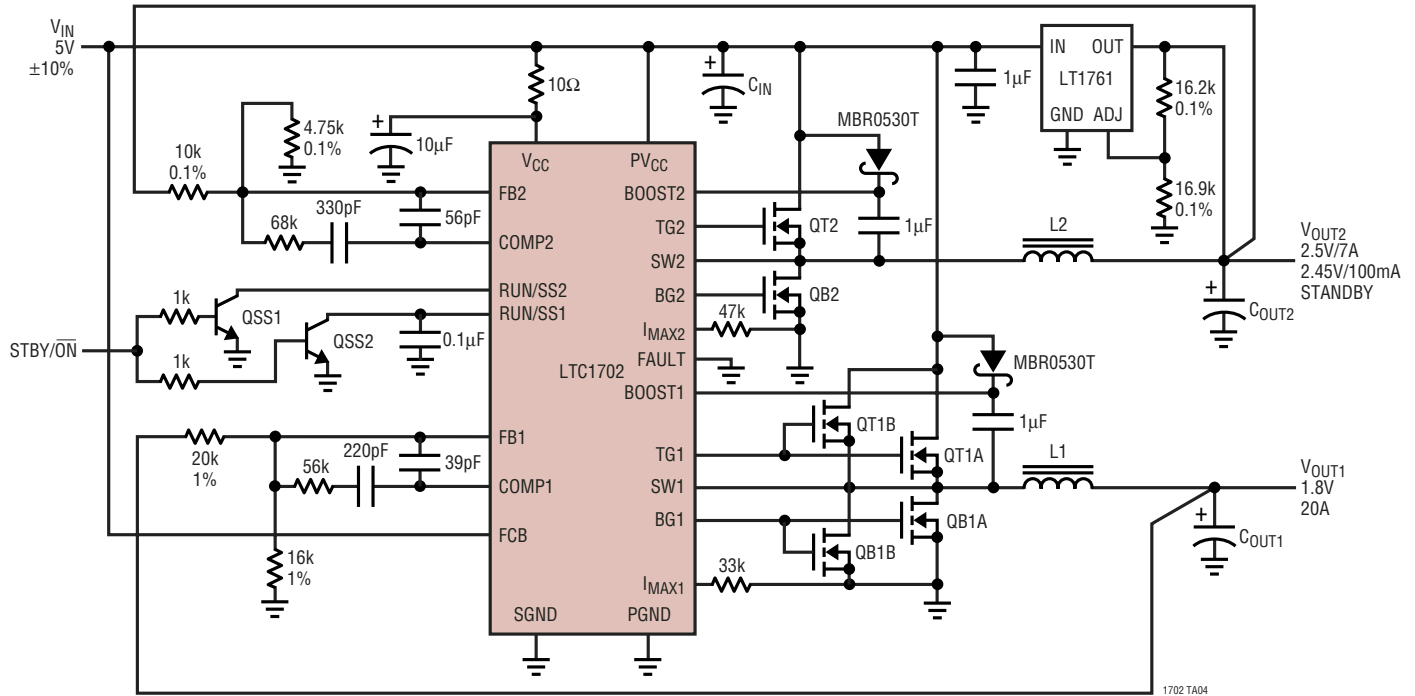 VIN
5V
±10%
10Ω
CIN
1µF
IN OUT
LT1761
GND ADJ
16.2k
0.1%
16.9k
0.1%
4.75k
0.1%
10µF
MBR0530T
10k
0.1%
330pF
68k
56pF
VCC
PVCC
FB2
BOOST2
TG2
QT2
1µF
COMP2
SW2
L2
VOUT2
2.5V/7A
2.45V/100mA
STANDBY
COUT2
RUN/SS2
BG2
QB2
1k
QSS1
RUN/SS1
47k
IMAX2
QSS2
0.1µF
STBY/ON
1k
FAULT
LTC1702
MBR0530T
BOOST1
1µF
QT1B
FB1
20k
1%
220pF
56k
39pF
TG1
QT1A
COMP1
SW1
L1
VOUT1
1.8V
20A
BG1
QB1A
COUT1
FCB
QB1B
16k
1%
33k
IMAX1
SGND
PGND
1702 TA04